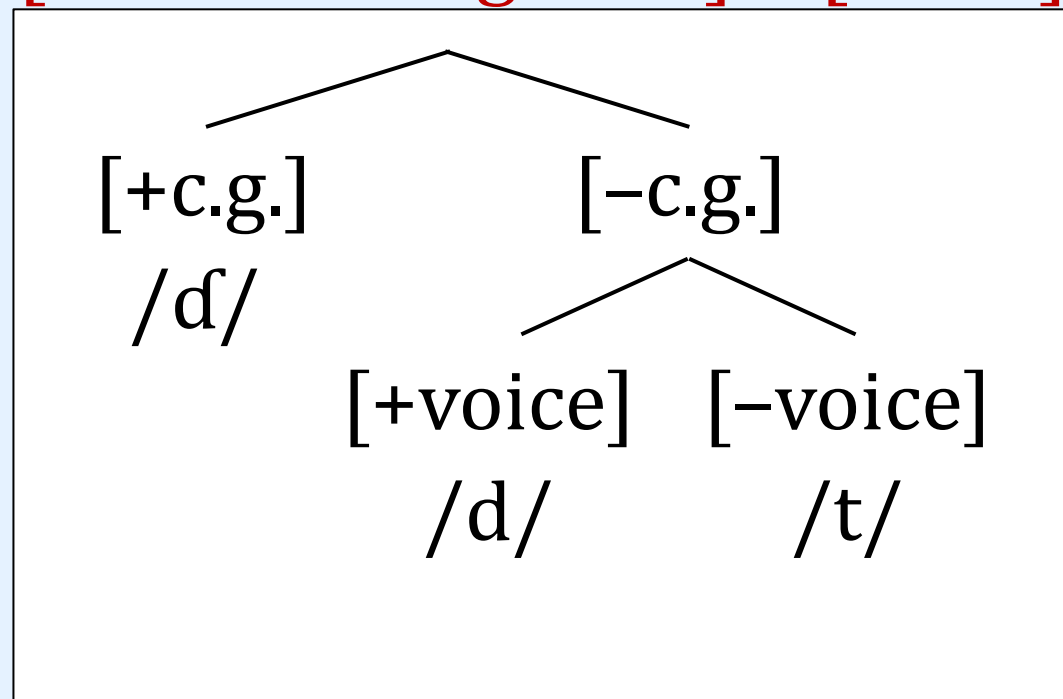 [+c.g.] [–c.g.]
/ɗ/
[+voice] [–voice]
/d/ /t/